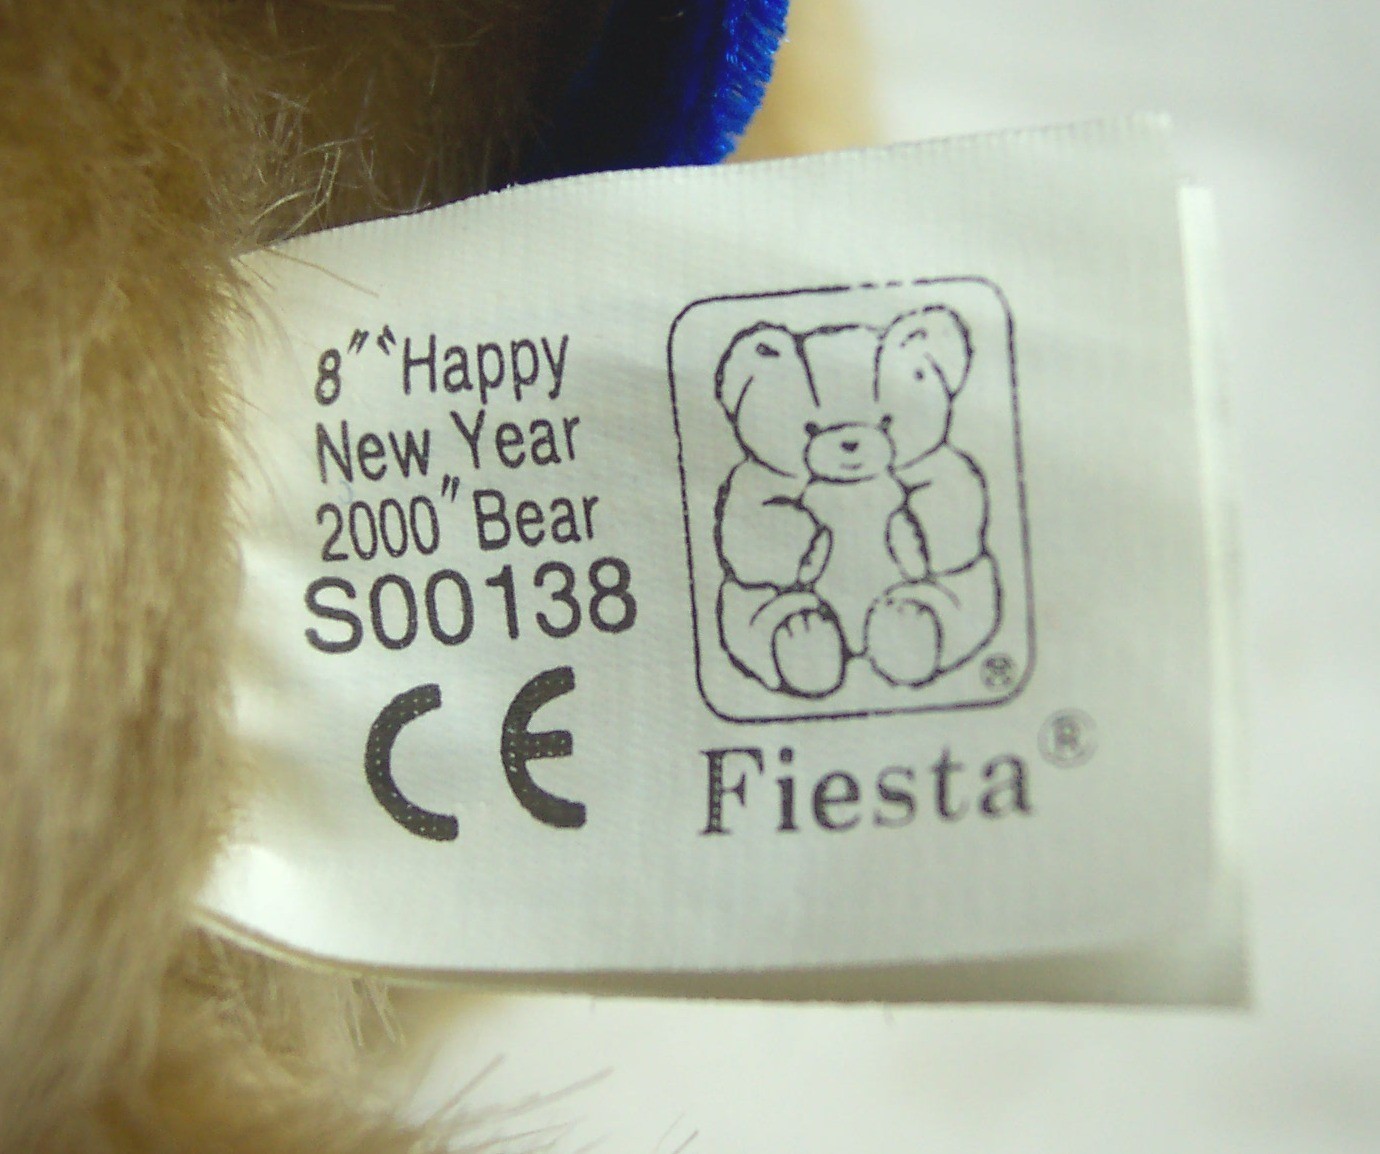 8" "Happy
New Year
2000" Bear
S00138
CE
Fiesta®